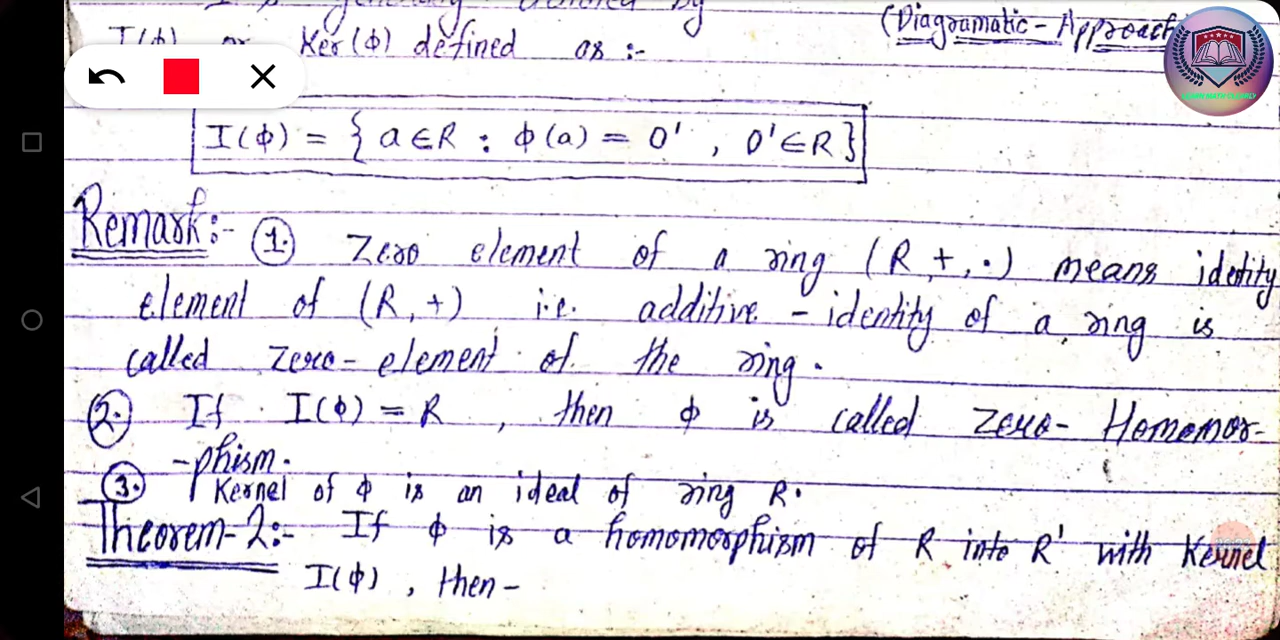 (Diagramatic - Approach
I(ϕ) or Ker(ϕ) defined as :-
I(ϕ) = { a∈R : ϕ(a) = 0' , 0'∈R }
Remark:- 1. Zero element of a ring (R,+,·) means idetity
element of (R,+) i.e. additive - identity of a ring is
called zero-element of the ring.
2. If I(ϕ) = R , then ϕ is called zero- Homomor-
-phism.
3. Kernel of ϕ is an ideal of ring R.
Theorem-2:- If ϕ is a homomorphism of R into R' with Kernel
I(ϕ) , then -